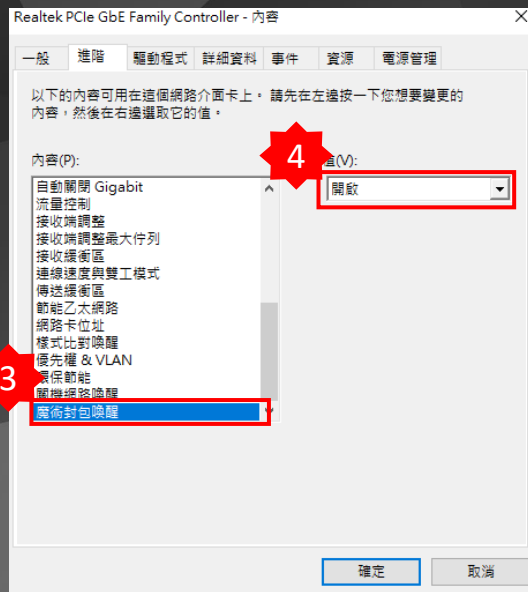 Realtek PCIe GbE Family Controller - 內容
一般 進階 驅動程式 詳細資料 事件 資源 電源管理
以下的內容可用在這個網路介面卡上。 請先在左邊按一下您想要變更的
內容,然後在右邊選取它的值。
內容(P):
4
值(V):
自動關閉 Gigabit
開啟
流量控制
接收端調整
接收端調整最大佇列
接收緩衝區
連線速度與雙工模式
傳送緩衝區
節能乙太網路
網路卡位址
樣式比對喚醒
優先權 & VLAN
3
環保節能
關機網路喚醒
魔術封包喚醒
確定
取消